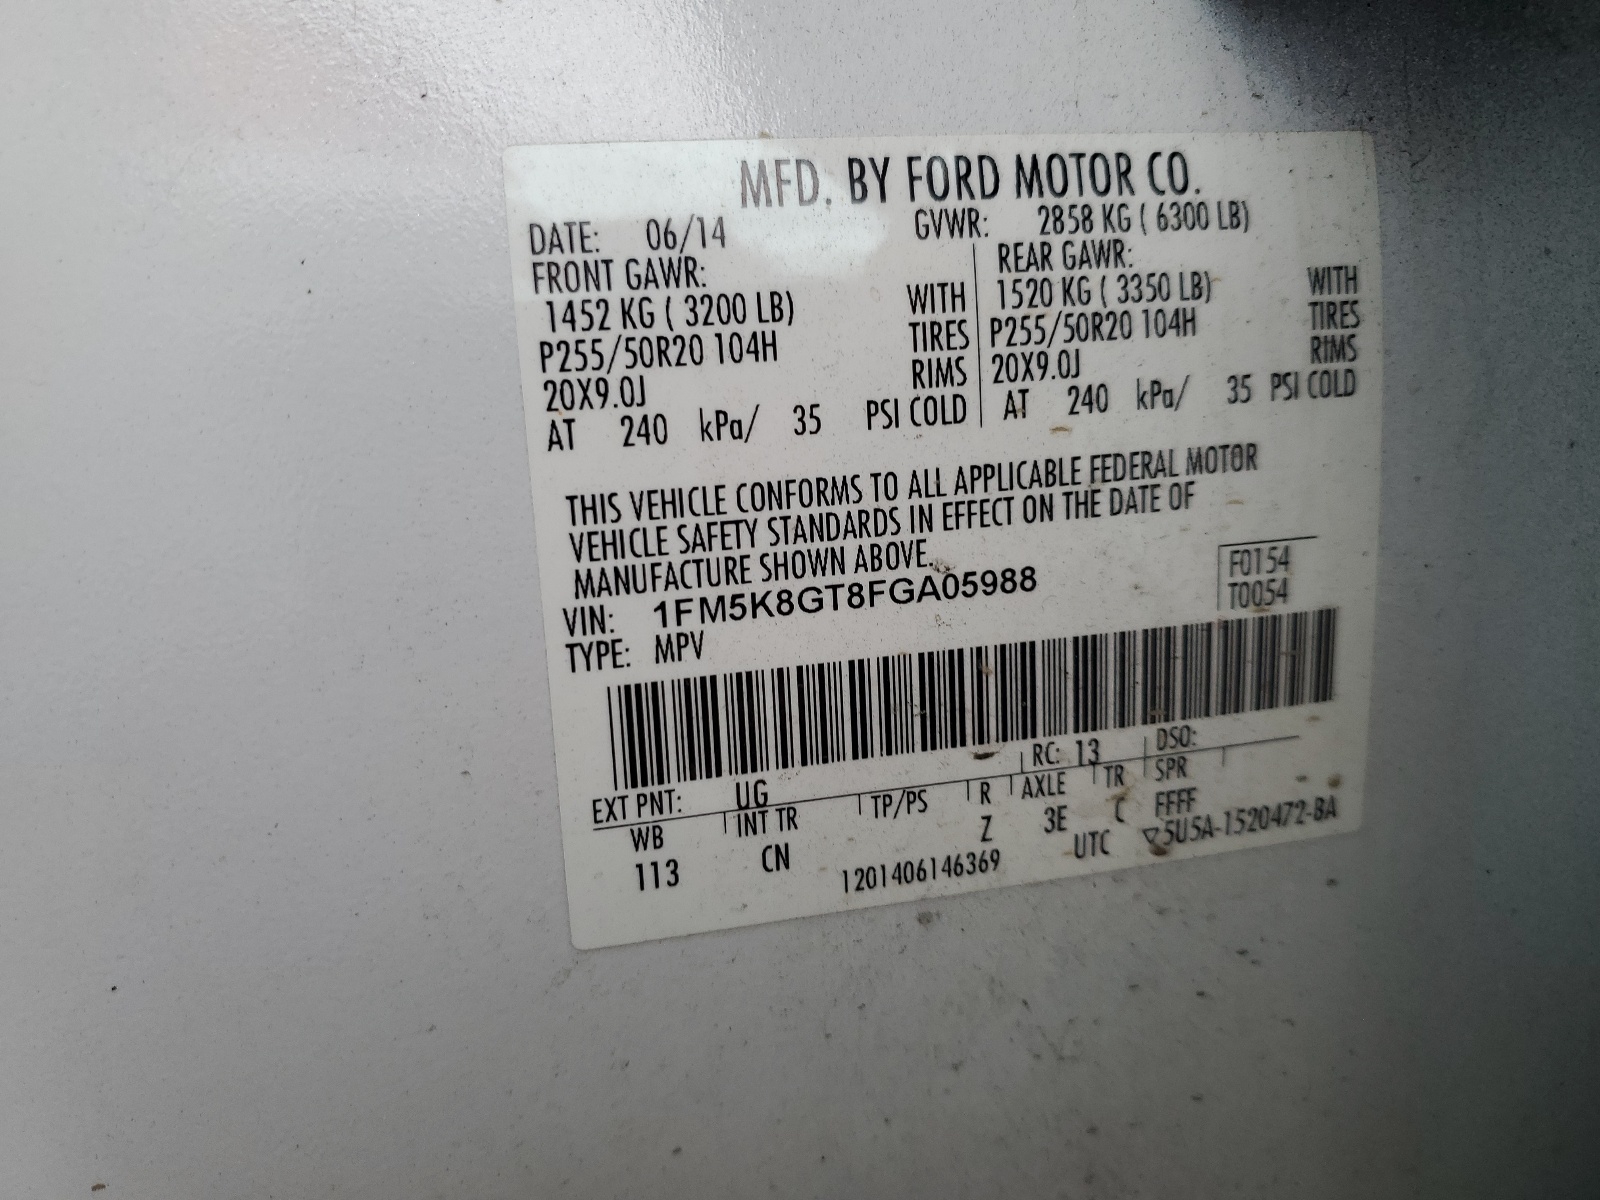 MFD. BY FORD MOTOR CO.
DATE: 06/14 GVWR: 2858 KG ( 6300 LB)
FRONT GAWR: REAR GAWR:
1452 KG ( 3200 LB) WITH 1520 KG ( 3350 LB) WITH
P255/50R20 104H TIRES P255/50R20 104H TIRES
20X9.0J RIMS 20X9.0J RIMS
AT 240 kPa/ 35 PSI COLD AT 240 kPa/ 35 PSI COLD
THIS VEHICLE CONFORMS TO ALL APPLICABLE FEDERAL MOTOR
VEHICLE SAFETY STANDARDS IN EFFECT ON THE DATE OF
MANUFACTURE SHOWN ABOVE.
VIN: 1FM5K8GT8FGA05988 F0154
TYPE: MPV T0054
EXT PNT: UG RC: 13 DSO:
WB INT TR TP/PS R AXLE TR SPR
113 CN Z 3E C FFFF
1201406146369 UTC ▽5U5A-1520472-BA